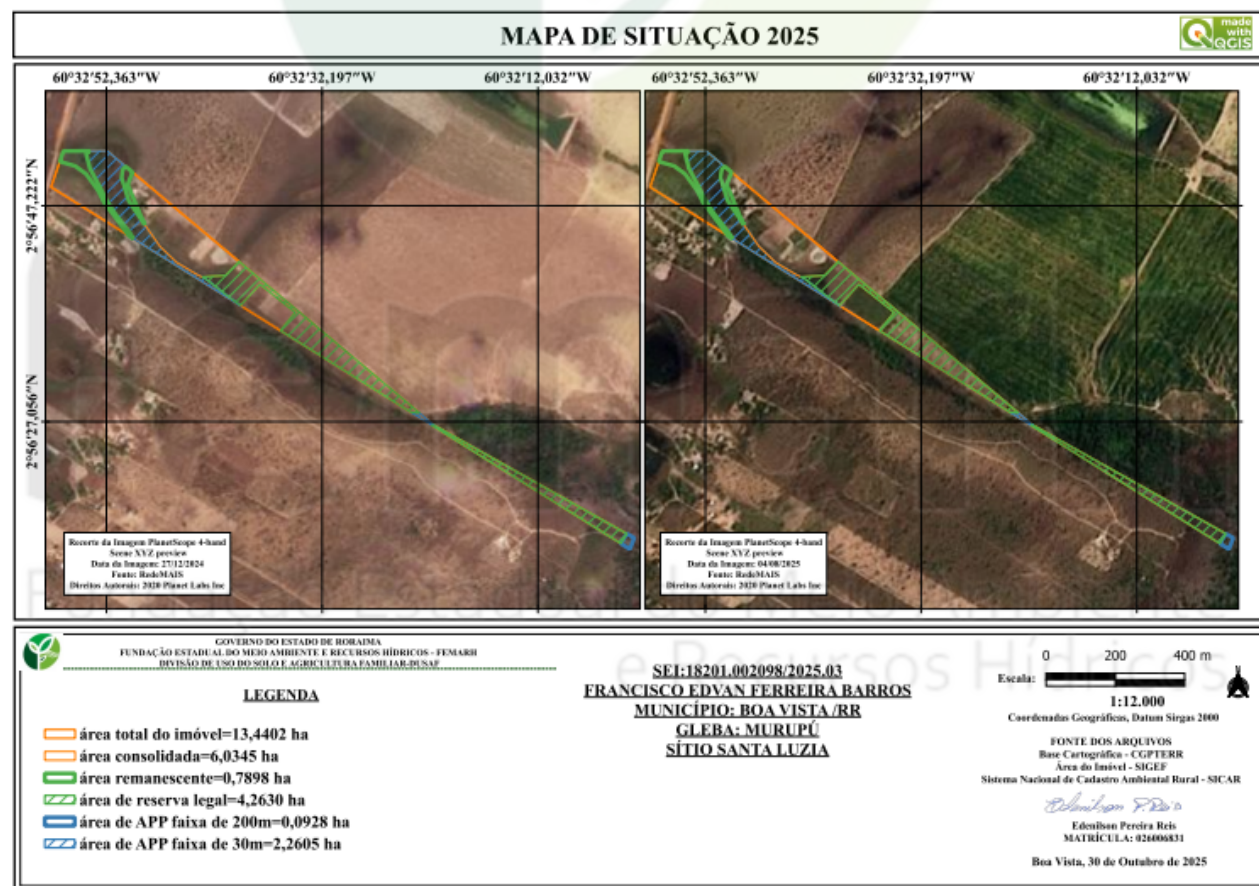 MAPA DE SITUAÇÃO 2025
made
with
QGIS
60°32'52,363"W
60°32'32,197"W
60°32'12,032"W
60°32'52,363"W
60°32'32,197"W
60°32'12,032"W
2°56'47,222"N
2°56'27,056"N
Recorte da Imagem PlanetScope 4-band
Scene XYZ preview
Data da Imagem: 27/12/2024
Fonte: RedeMAIS
Direitos Autorais: 2020 Planet Labs Inc
Recorte da Imagem PlanetScope 4-band
Scene XYZ preview
Data da Imagem: 04/08/2025
Fonte: RedeMAIS
Direitos Autorais: 2020 Planet Labs Inc
e Recursos Hídricos
GOVERNO DO ESTADO DE RORAIMA
FUNDAÇÃO ESTADUAL DO MEIO AMBIENTE E RECURSOS HÍDRICOS - FEMARH
DIVISÃO DE USO DO SOLO E AGRICULTURA FAMILIAR-DUSAF
LEGENDA
área total do imóvel=13,4402 ha
área consolidada=6,0345 ha
área remanescente=0,7898 ha
área de reserva legal=4,2630 ha
área de APP faixa de 200m=0,0928 ha
área de APP faixa de 30m=2,2605 ha
SEI:18201.002098/2025.03
FRANCISCO EDVAN FERREIRA BARROS
MUNICÍPIO: BOA VISTA /RR
GLEBA: MURUPÚ
SÍTIO SANTA LUZIA
0 200 400 m
Escala:
1:12.000
Coordenadas Geográficas, Datum Sirgas 2000
FONTE DOS ARQUIVOS
Base Cartográfica - CGPTERR
Área do Imóvel - SIGEF
Sistema Nacional de Cadastro Ambiental Rural - SICAR
Edenilson P. Reis
Edenilson Pereira Reis
MATRÍCULA: 026006831
Boa Vista, 30 de Outubro de 2025